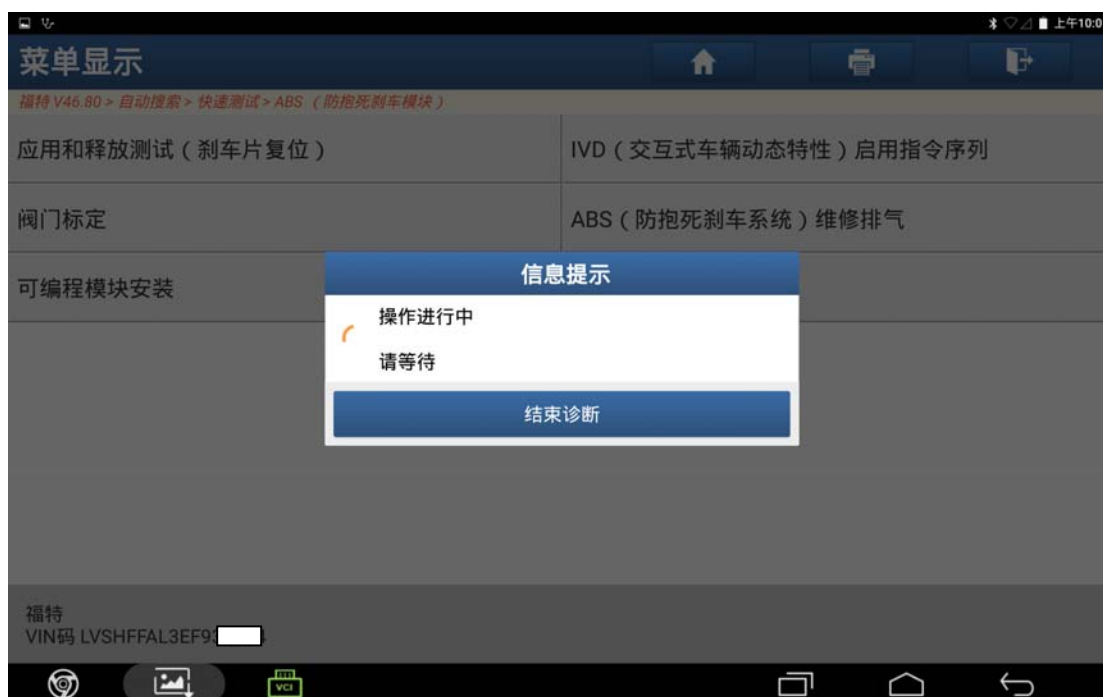 上午10:0
菜单显示
福特 V46.80 > 自动搜索 > 快速测试 > ABS （防抱死刹车模块）
应用和释放测试（刹车片复位）
IVD（交互式车辆动态特性）启用指令序列
阀门标定
ABS（防抱死刹车系统）维修排气
可编程模块安装
信息提示
操作进行中
请等待
结束诊断
福特
VIN码 LVSHFFAL3EF9
VCI